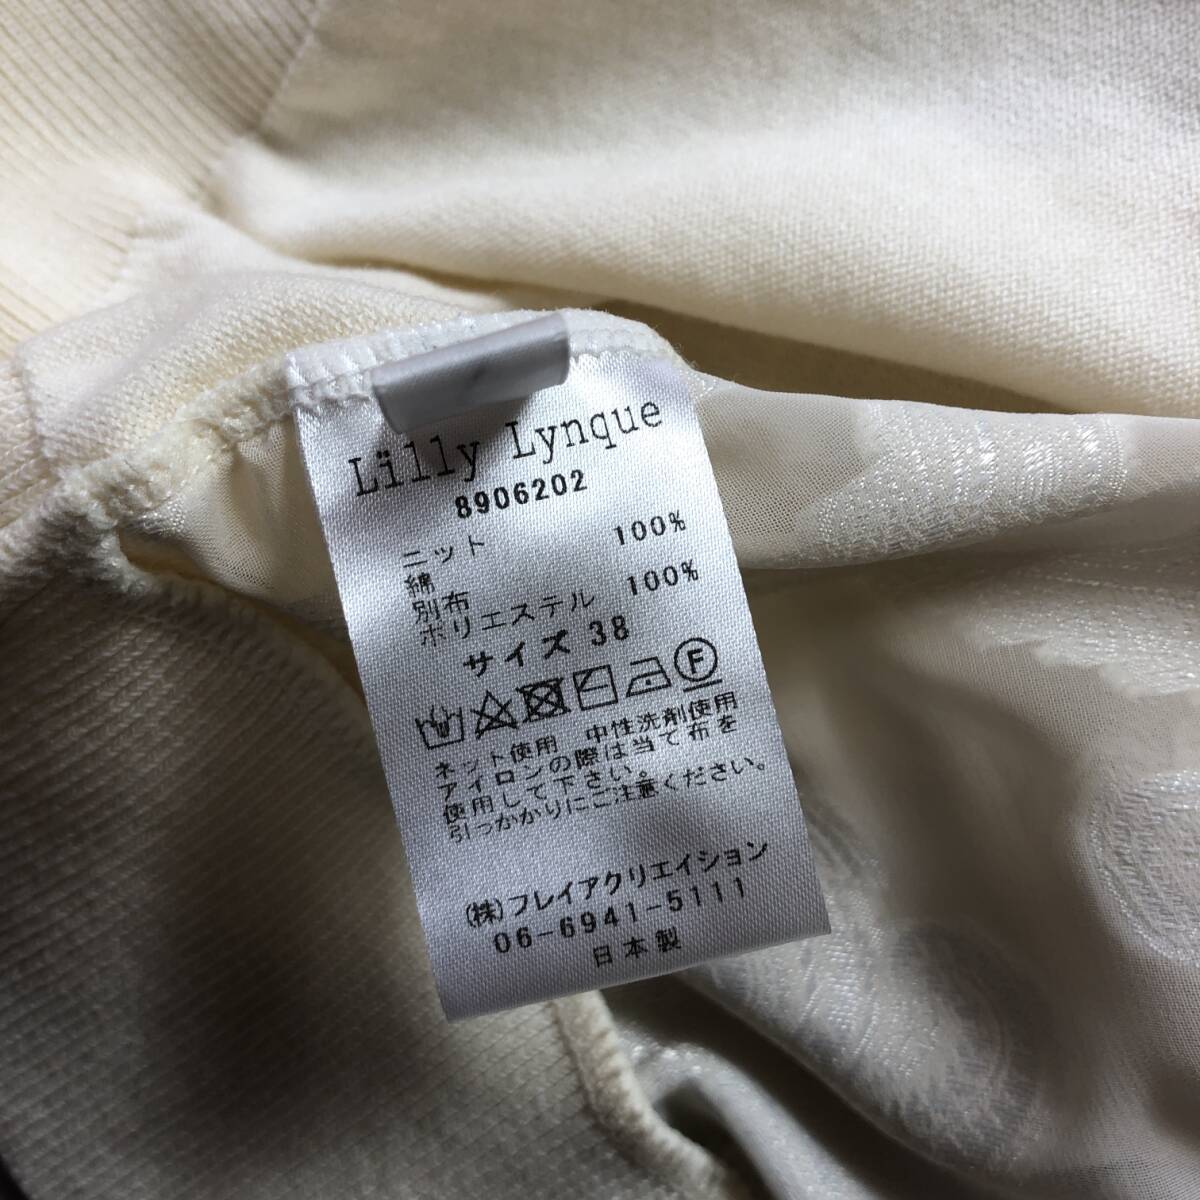 Lïlly Lynque
8906202
ニット
綿 100%
別布
ポリエステル 100%
サイズ 38
F
ネット使用 中性洗剤使用
アイロンの際は当て布を
使用して下さい。
引っかかりにご注意ください。
(株)フレイアクリエイション
06-6941-5111
日本製